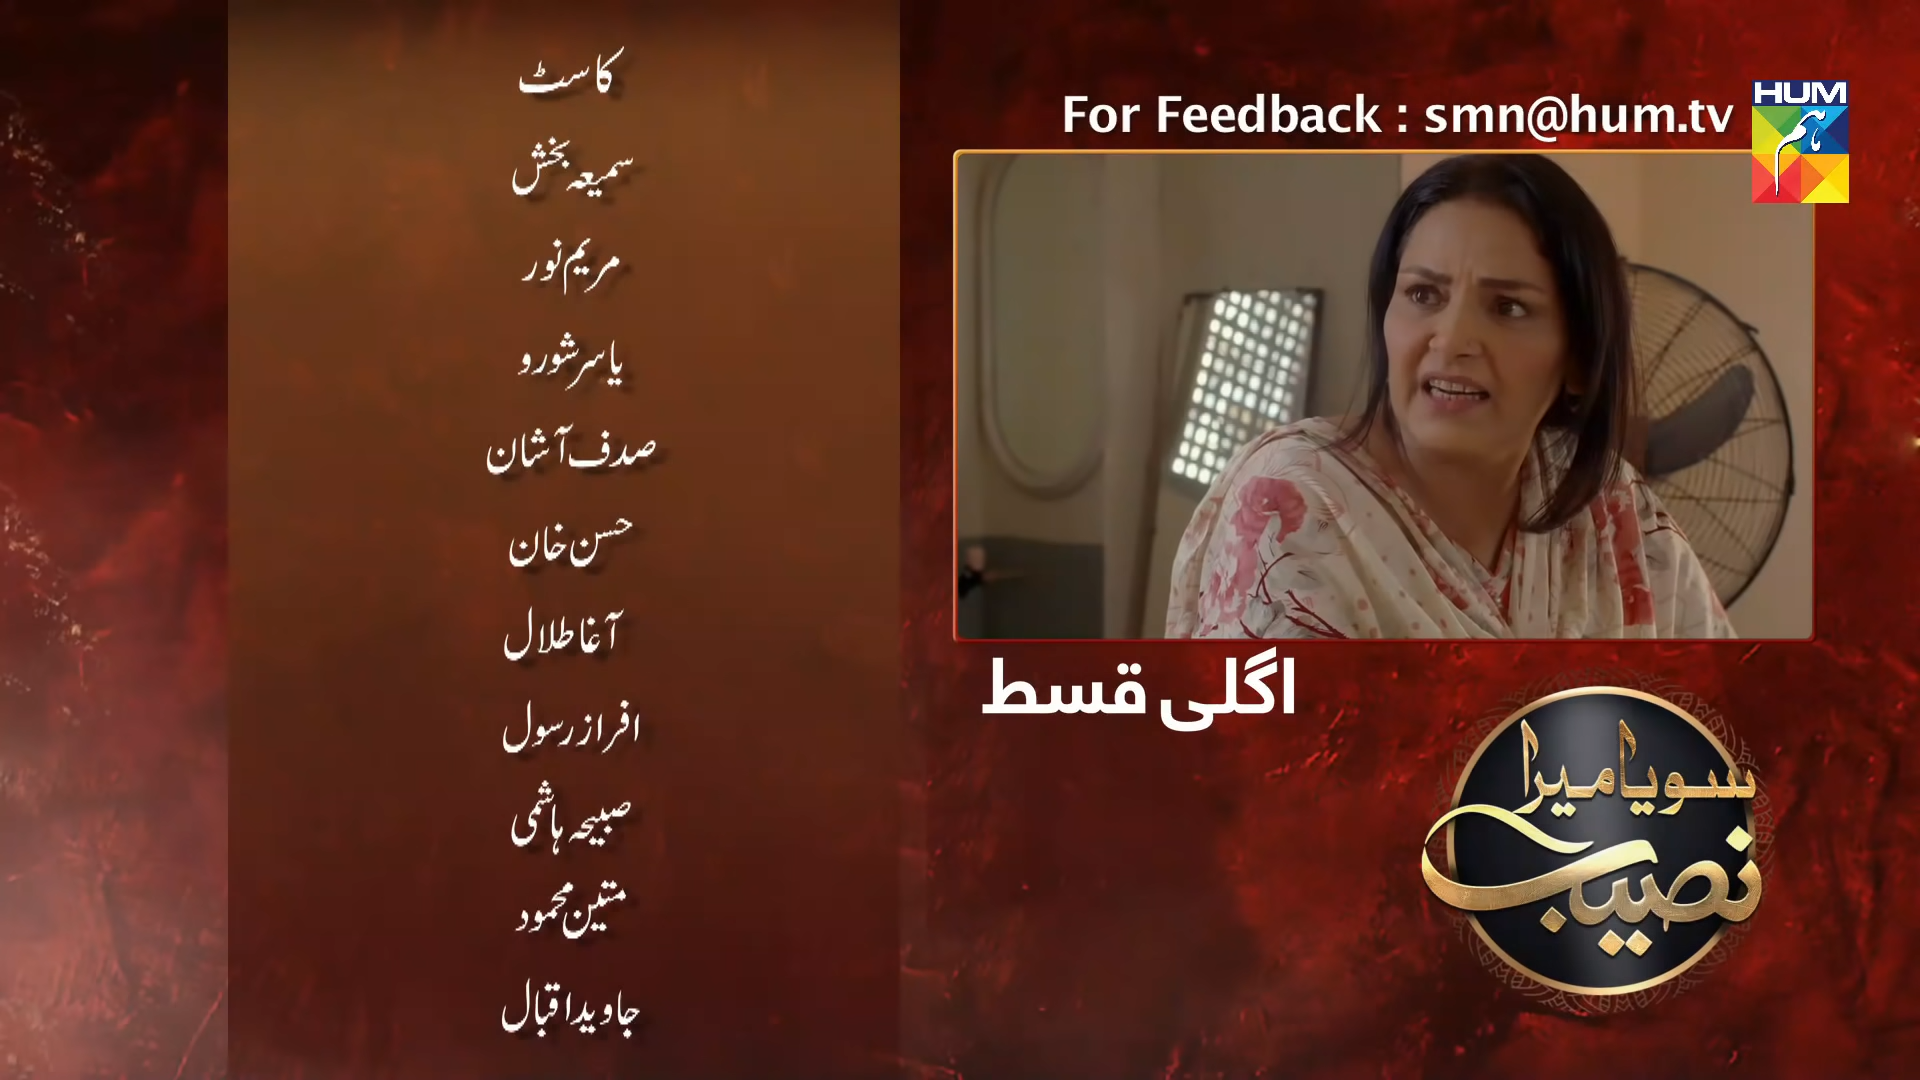 کاسٹ
سمیعہ بخش
مریم نور
یاسر شورو
صدف آشان
حسن خان
آغا طلال
افراز رسول
صبیحہ ہاشمی
متین محمود
جاوید اقبال
For Feedback : smn@hum.tv
HUM
ہم
اگلی قسط
سویا میرا
نصیب